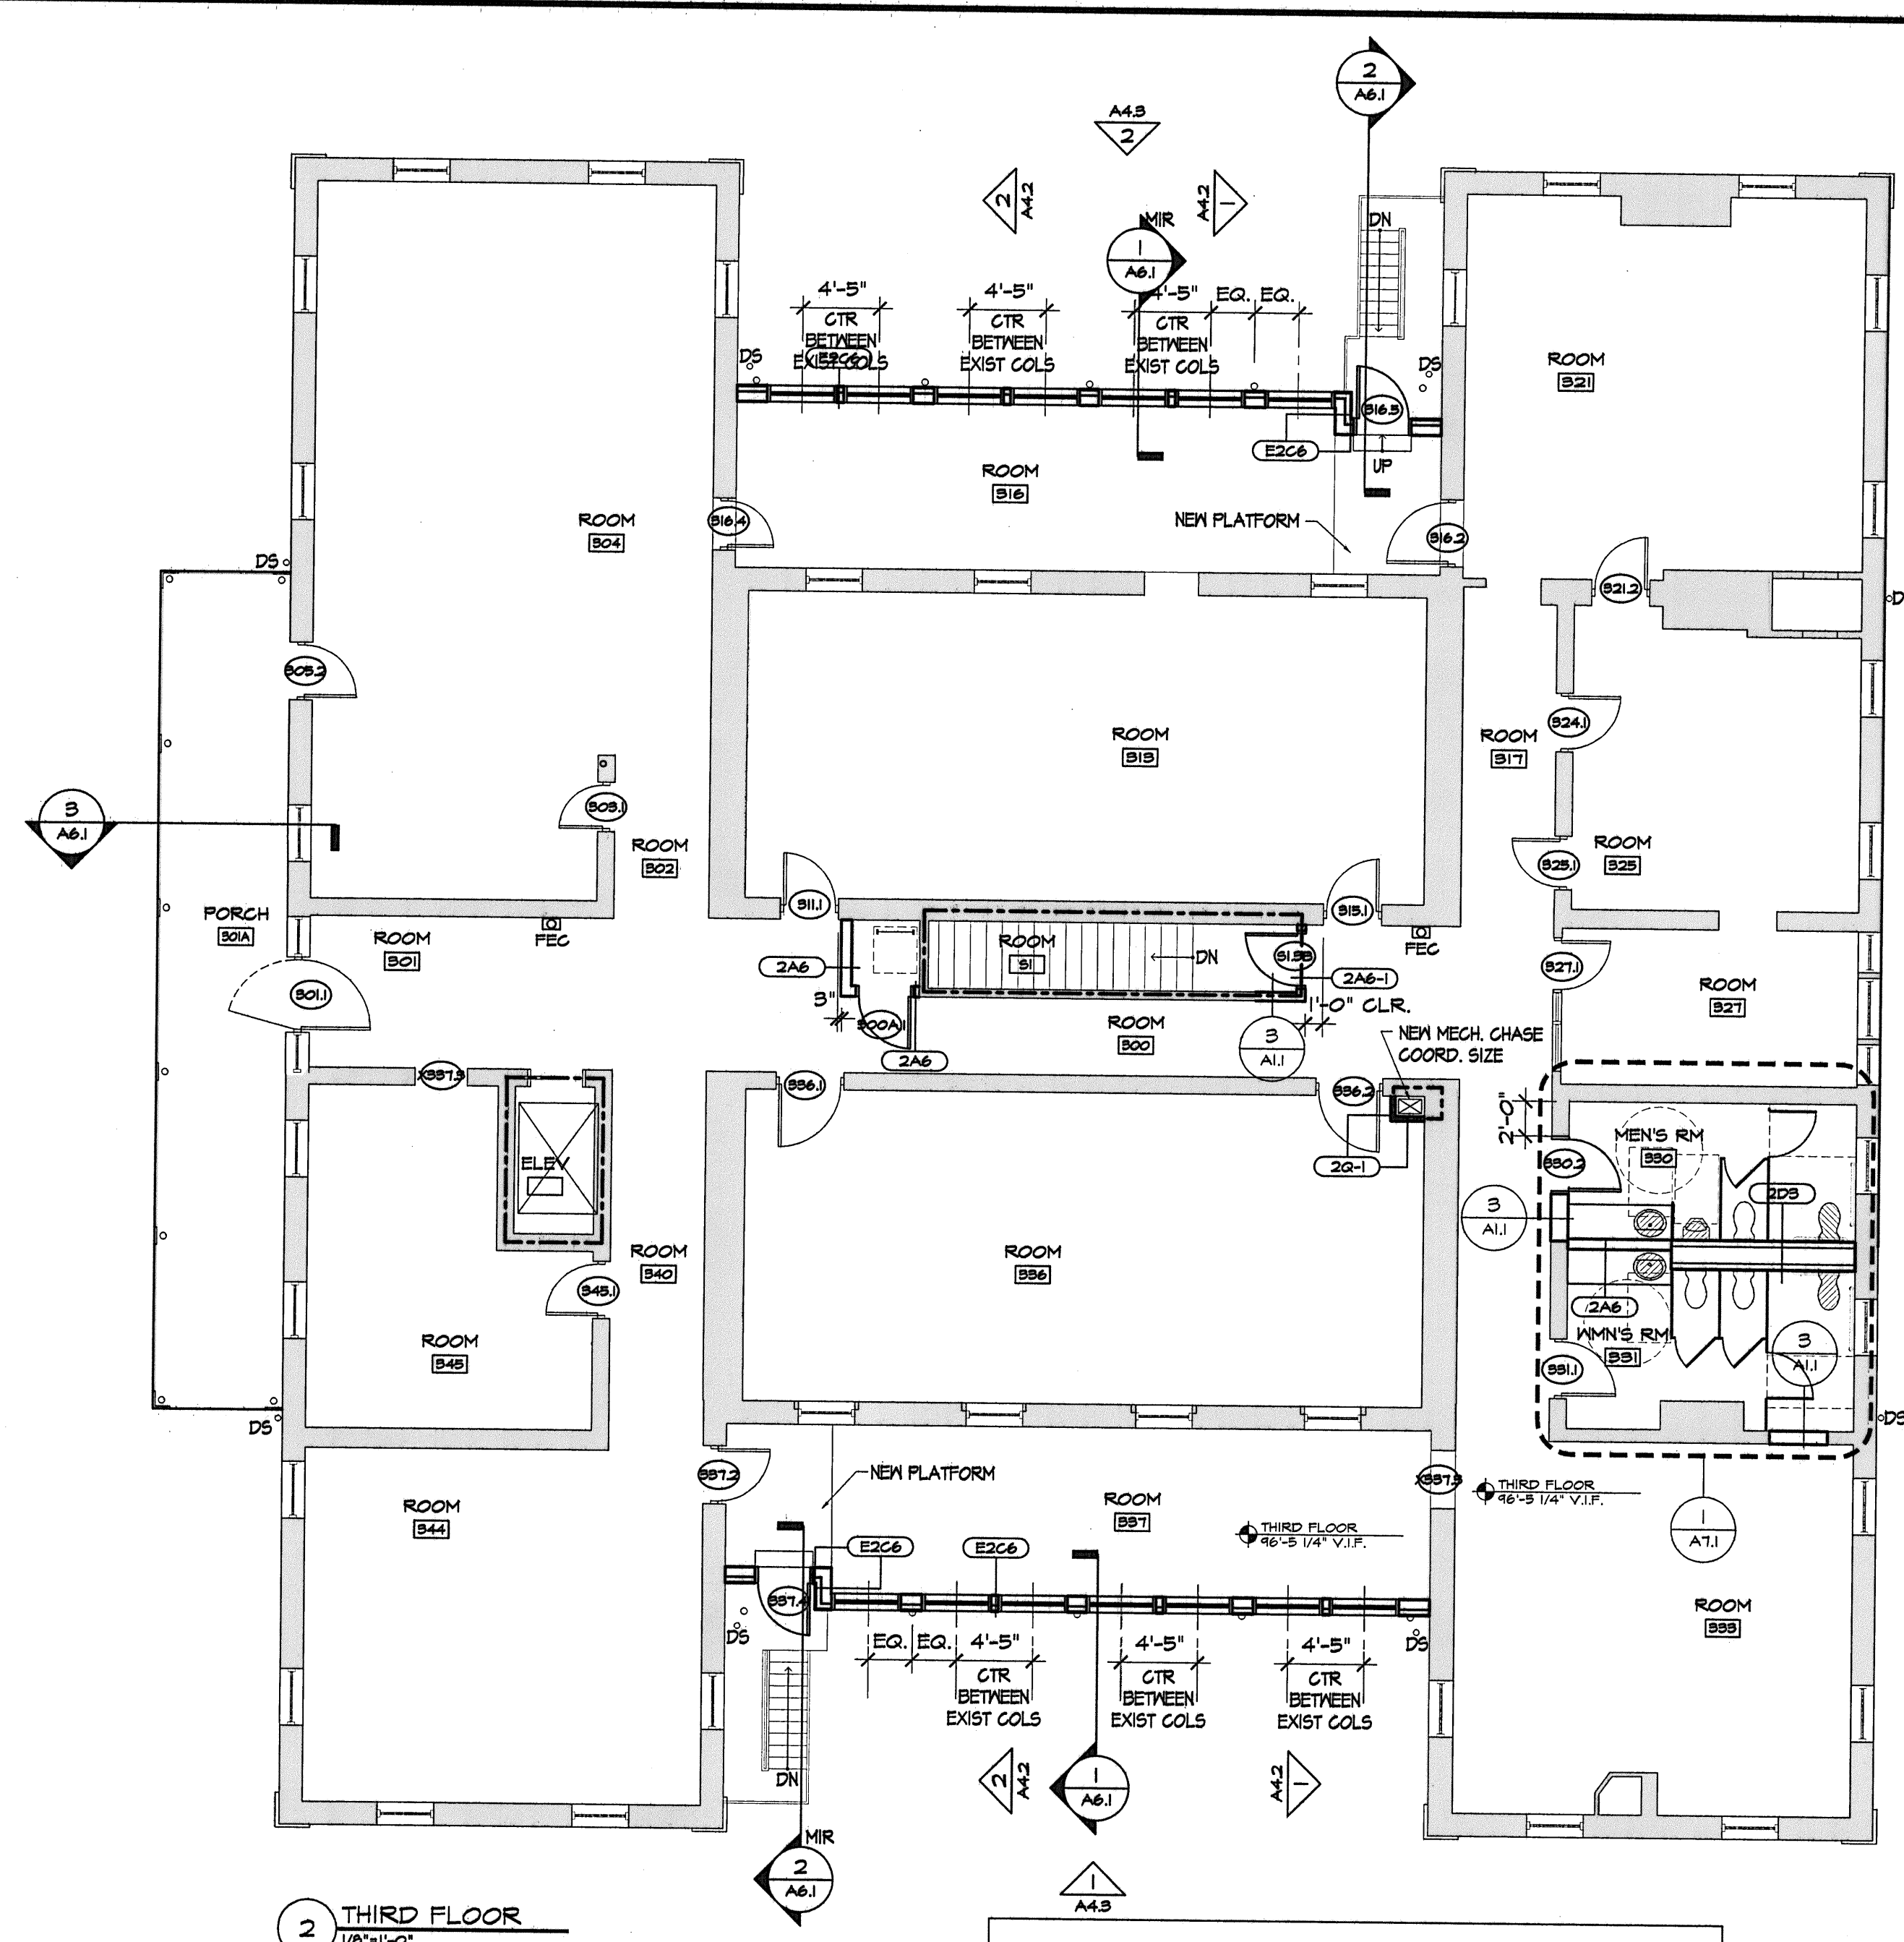 2
A6.1
A4.3
2
2
A4.2
A4.2
1
MIR
1
A6.1
DN
4'-5"
4'-5"
4'-5"
EQ.
EQ.
CTR
BETWEEN
EXIST COLS
E2C6
CTR
BETWEEN
EXIST COLS
CTR
BETWEEN
EXIST COLS
DS
DS
316.3
E2C6
UP
ROOM
321
ROOM
316
ROOM
304
316.4
NEW PLATFORM
316.2
DS
321.2
305.2
ROOM
313
ROOM
317
324.1
3
A6.1
303.1
ROOM
302
ROOM
325
325.1
PORCH
301A
ROOM
301
FEC
311.1
315.1
FEC
ROOM
S1
DN
S1.3B
2A6
2A6-1
327.1
ROOM
327
301.1
3"
300A.1
1'-0" CLR.
ROOM
300
3
A1.1
2A6
NEW MECH. CHASE
COORD. SIZE
X337.3
336.1
336.2
2'-0"
MEN'S RM
330
330.2
ELEV
2Q-1
2D3
3
A1.1
ROOM
340
ROOM
336
345.1
2A6
WMN'S RM
331
3
A1.1
331.1
ROOM
345
DS
DS
337.2
NEW PLATFORM
X337.3
THIRD FLOOR
96'-5 1/4" V.I.F.
ROOM
344
ROOM
337
THIRD FLOOR
96'-5 1/4" V.I.F.
1
A7.1
E2C6
E2C6
337.4
ROOM
333
DS
DS
EQ.
EQ.
4'-5"
CTR
BETWEEN
EXIST COLS
4'-5"
CTR
BETWEEN
EXIST COLS
4'-5"
CTR
BETWEEN
EXIST COLS
DN
2
A4.2
1
A6.1
A4.2
1
MIR
2
A6.1
1
A4.3
2
THIRD FLOOR
1/8"=1'-0"